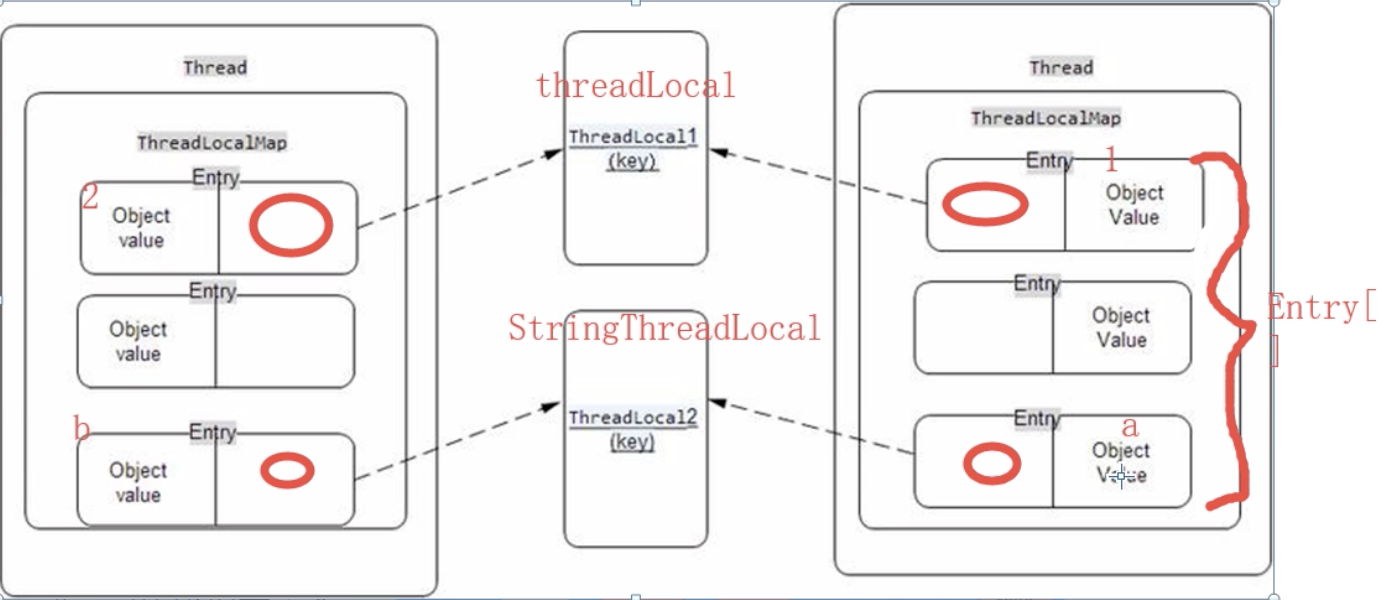 Thread
ThreadLocalMap
Entry
2
Object
value
Entry
Object
value
b
Entry
Object
value
threadLocal
ThreadLocal1
(key)
StringThreadLocal
ThreadLocal2
(key)
Thread
ThreadLocalMap
Entry
1
Object
Value
Entry
Object
Value
Entry
a
Object
Value
Entry[
]